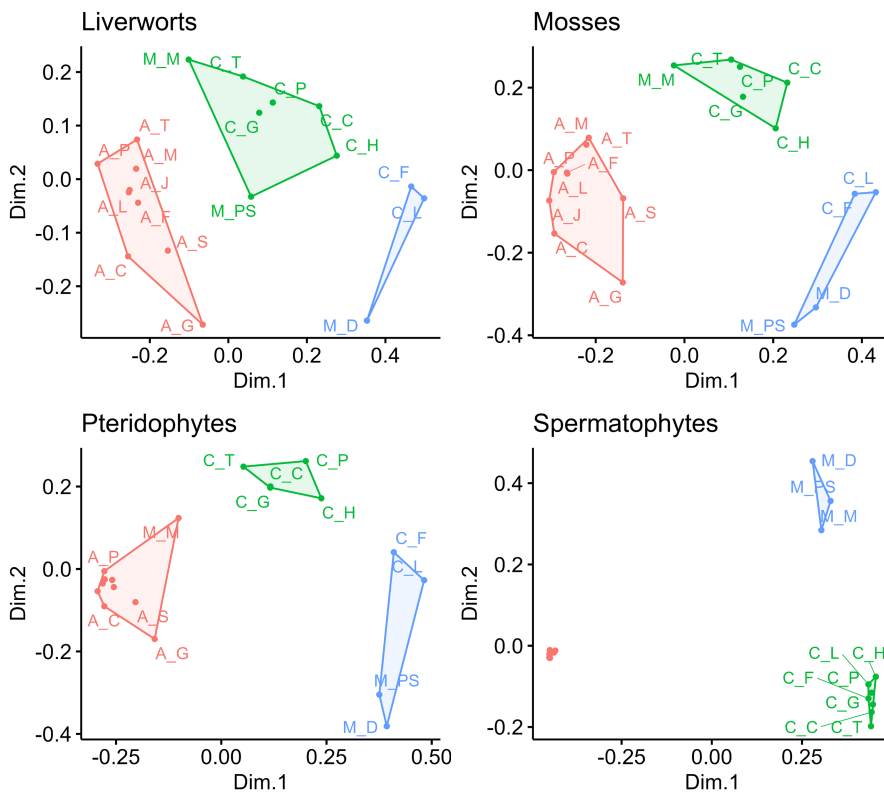 Liverworts
M_M
C_T
C_P
C_G
C_C
C_H
M_PS
A_T
A_P
A_M
A_J
A_L
A_F
A_S
A_C
A_G
C_F
C_L
M_D
0.2
0.1
0.0
-0.1
-0.2
Dim.2
-0.2 0.0 0.2 0.4
Dim.1
Mosses
C_T
M_M
C_P
C_C
C_G
C_H
A_M
A_T
A_P
A_F
A_L
A_S
A_J
A_C
A_G
C_L
C_F
M_D
M_PS
0.2
0.0
-0.2
-0.4
Dim.2
-0.2 0.0 0.2 0.4
Dim.1
Pteridophytes
C_T
C_P
C_C
C_G
C_H
M_M
A_P
A_C
A_S
A_G
C_F
C_L
M_PS
M_D
0.2
0.0
-0.2
-0.4
Dim.2
-0.25 0.00 0.25 0.50
Dim.1
Spermatophytes
M_D
M_PS
M_M
C_L
C_H
C_F
C_P
C_G
C_C
C_T
0.4
0.2
0.0
-0.2
Dim.2
-0.25 0.00 0.25
Dim.1